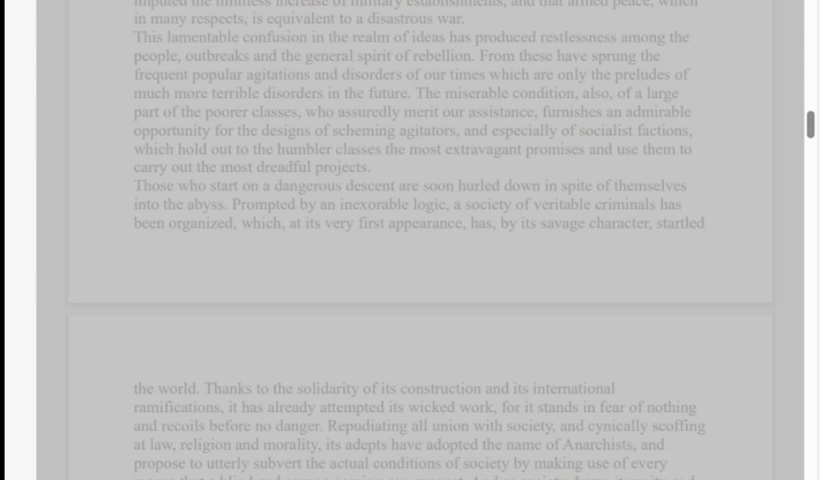 imputed the limitless increase of military establishments, and that armed peace, which
in many respects, is equivalent to a disastrous war.
This lamentable confusion in the realm of ideas has produced restlessness among the
people, outbreaks and the general spirit of rebellion. From these have sprung the
frequent popular agitations and disorders of our times which are only the preludes of
much more terrible disorders in the future. The miserable condition, also, of a large
part of the poorer classes, who assuredly merit our assistance, furnishes an admirable
opportunity for the designs of scheming agitators, and especially of socialist factions,
which hold out to the humbler classes the most extravagant promises and use them to
carry out the most dreadful projects.
Those who start on a dangerous descent are soon hurled down in spite of themselves
into the abyss. Prompted by an inexorable logic, a society of veritable criminals has
been organized, which, at its very first appearance, has, by its savage character, startled
the world. Thanks to the solidarity of its construction and its international
ramifications, it has already attempted its wicked work, for it stands in fear of nothing
and recoils before no danger. Repudiating all union with society, and cynically scoffing
at law, religion and morality, its adepts have adopted the name of Anarchists, and
propose to utterly subvert the actual conditions of society by making use of every